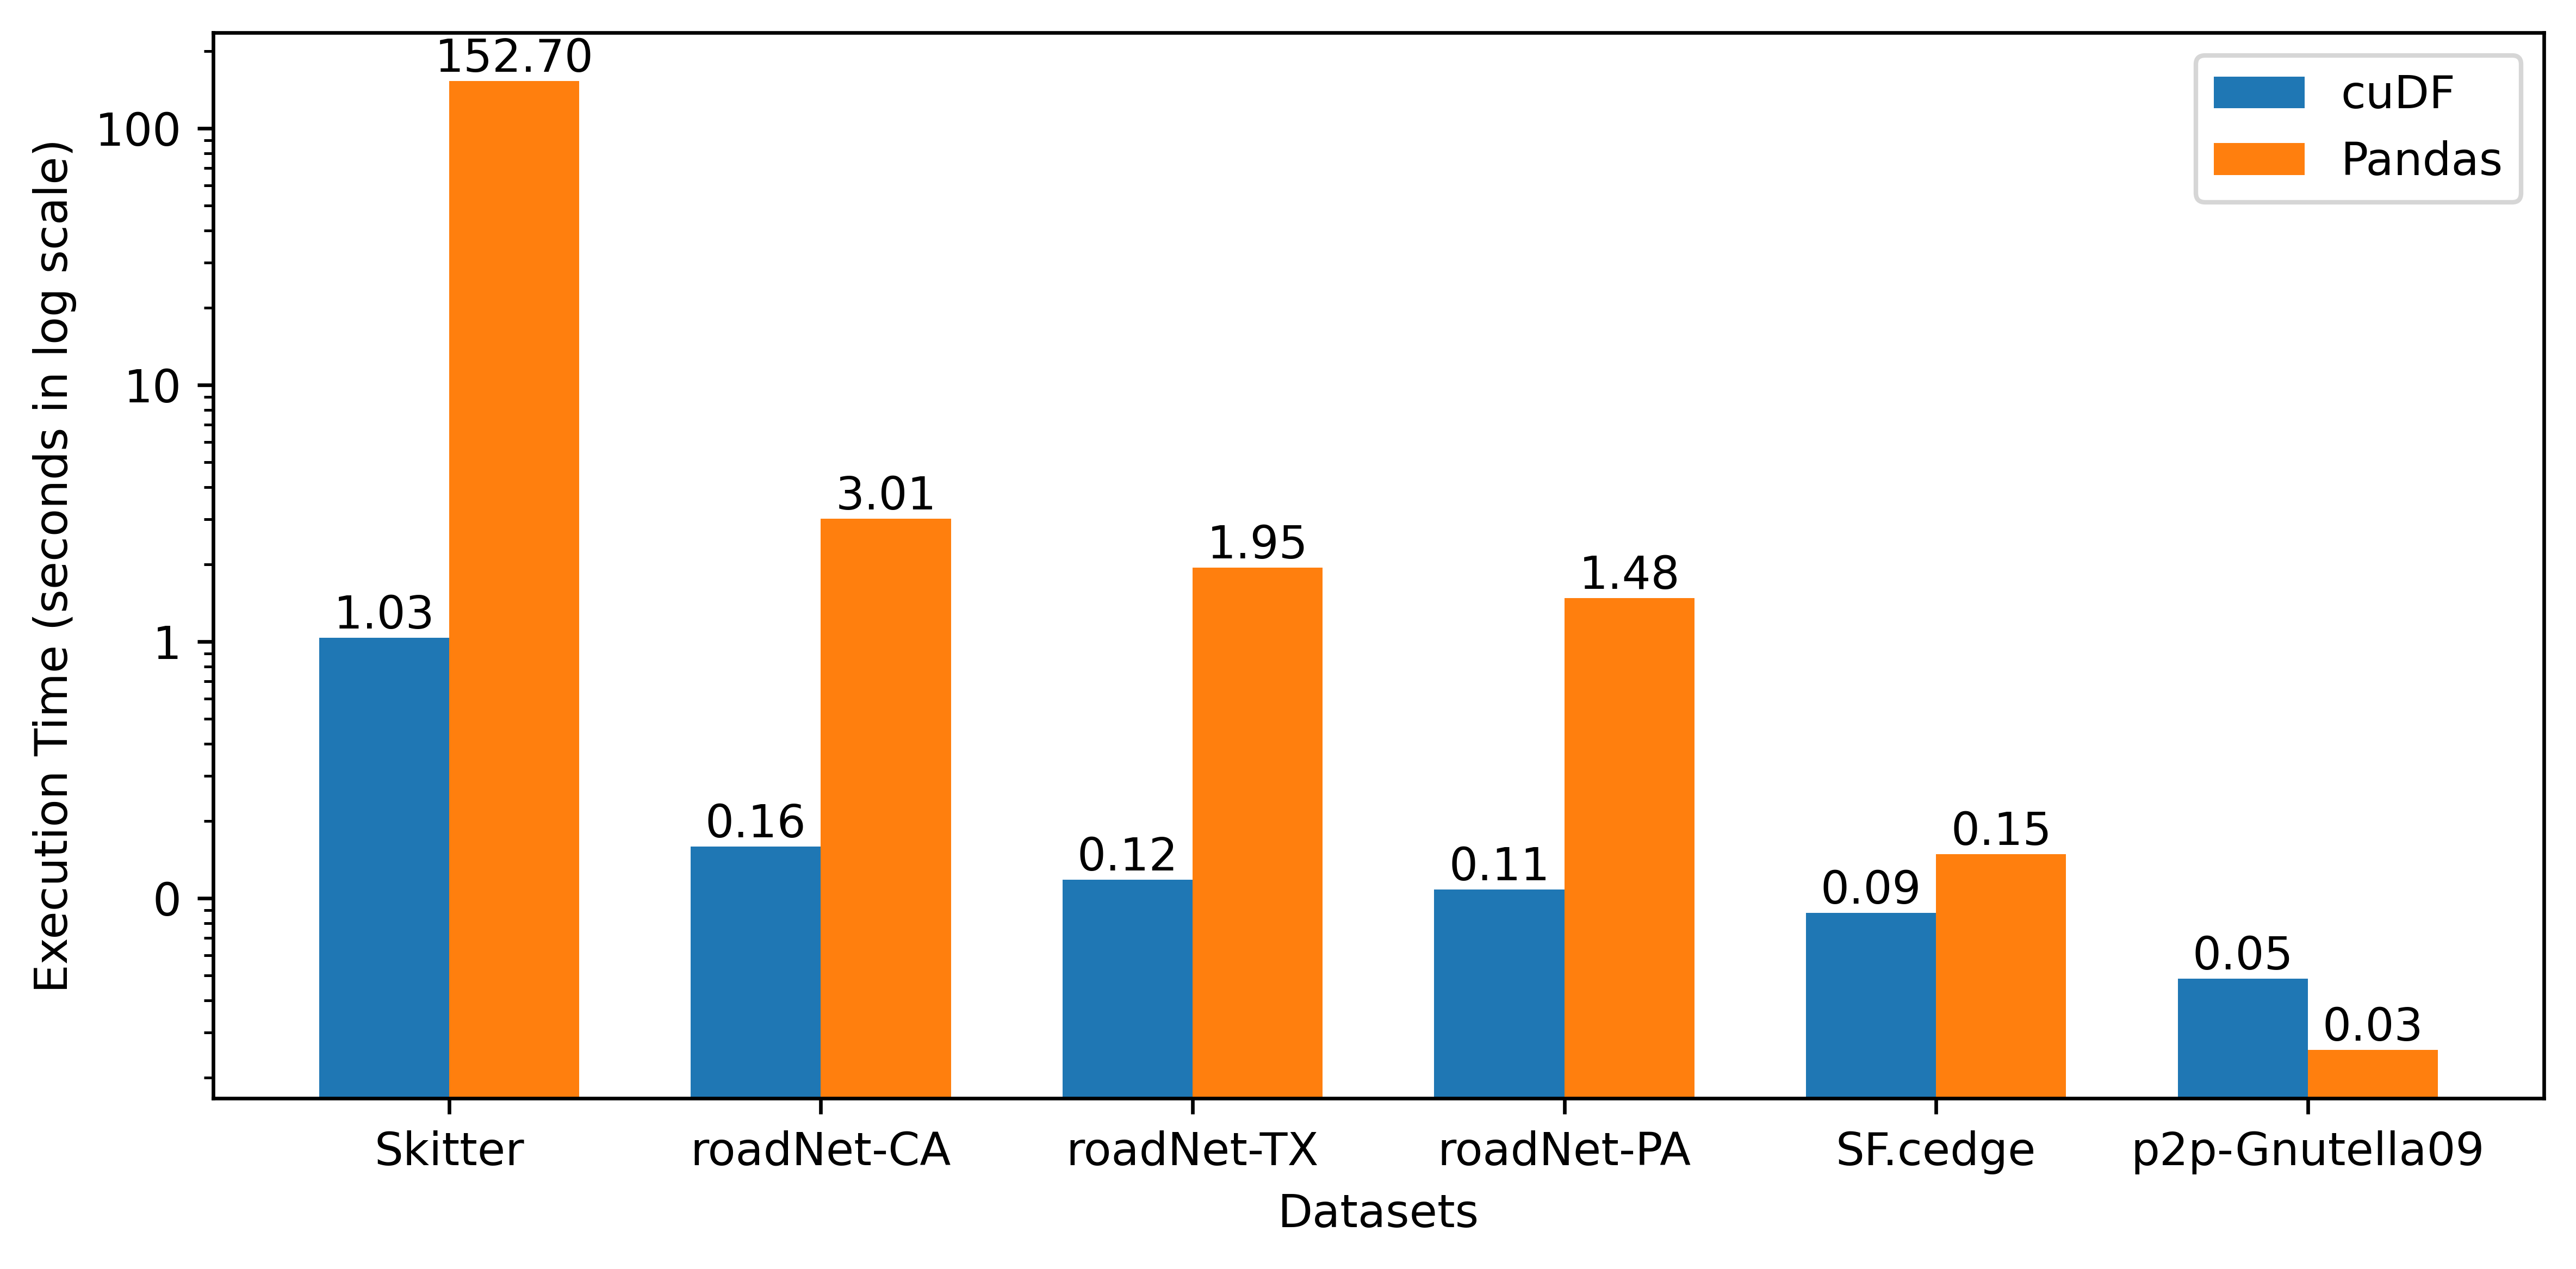 152.70
cuDF
Pandas
100
10
1
0
Execution Time (seconds in log scale)
3.01
1.95
1.48
1.03
0.16
0.12
0.11
0.09
0.15
0.05
0.03
Skitter
roadNet-CA
roadNet-TX
roadNet-PA
SF.cedge
p2p-Gnutella09
Datasets